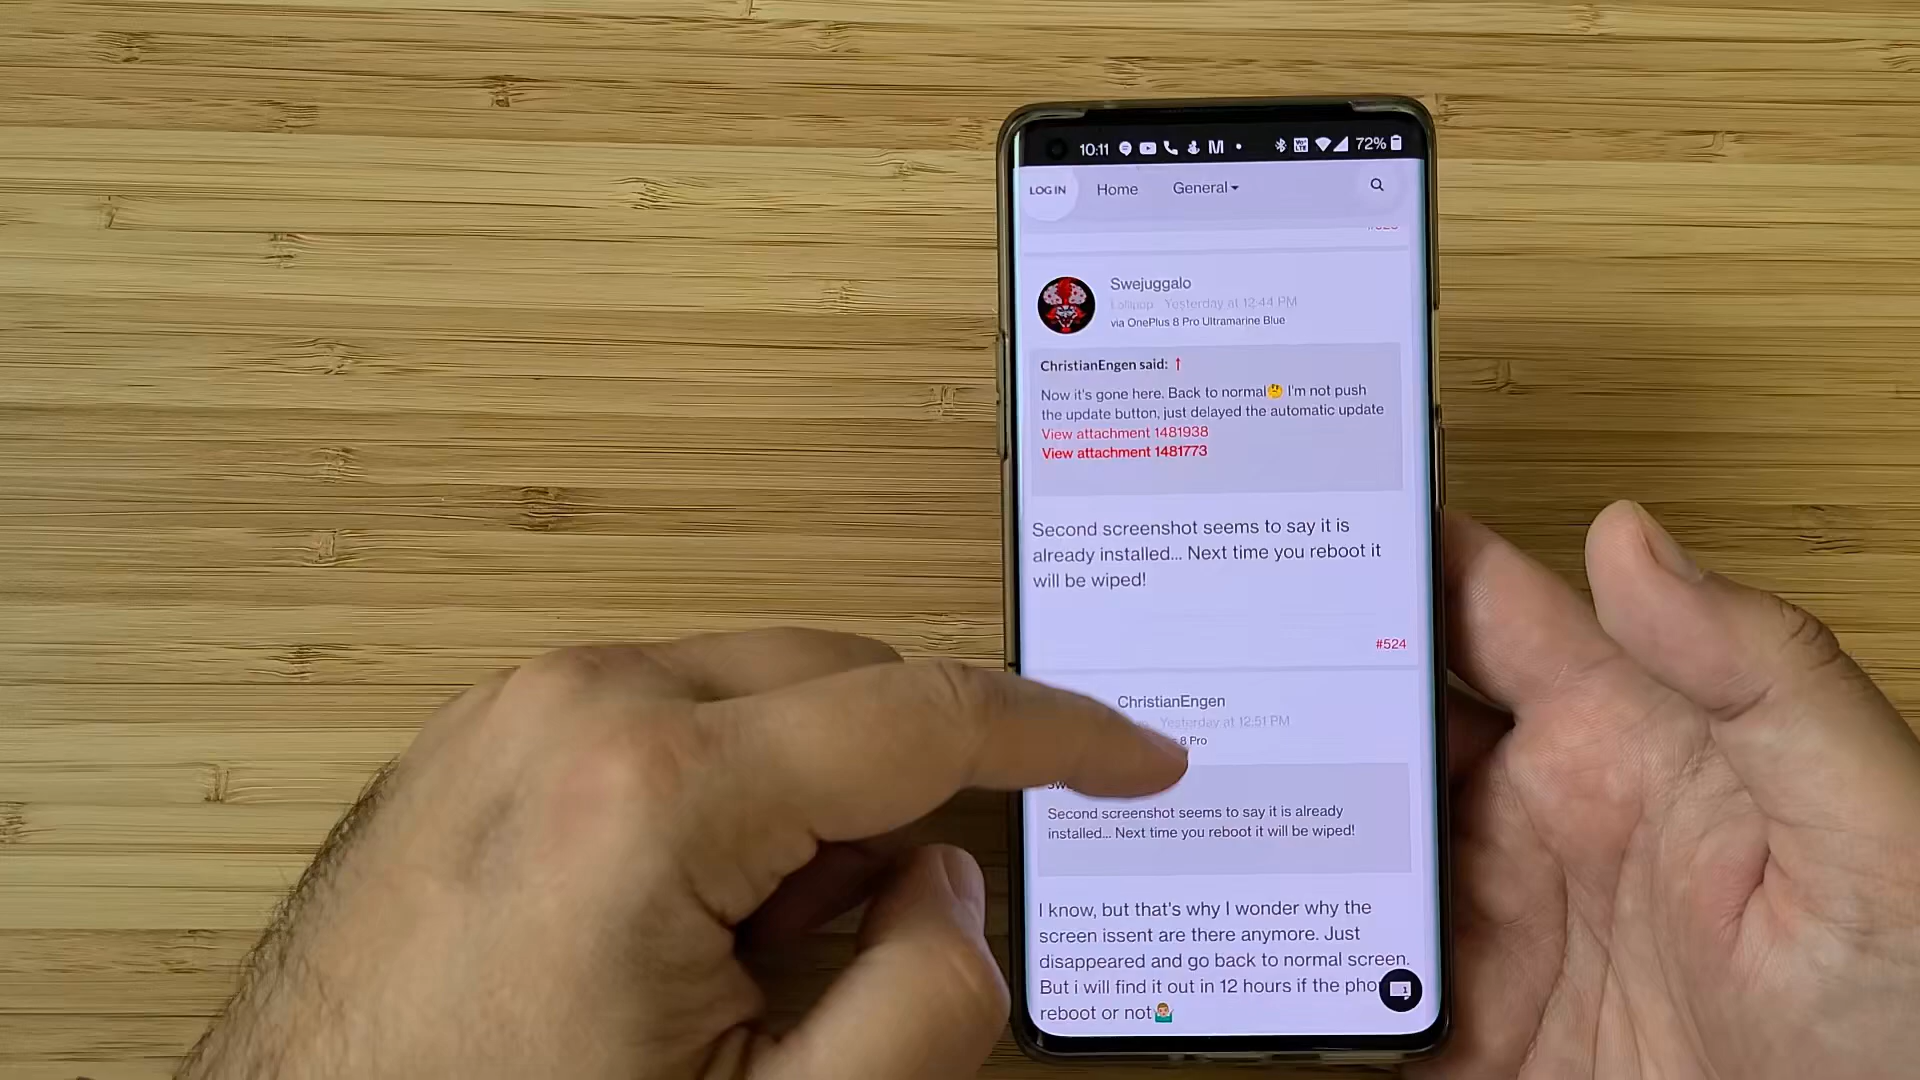 10:11 M 72%
LOG IN Home General
Swejuggalo
Lollipop Yesterday at 12:44 PM
via OnePlus 8 Pro Ultramarine Blue
ChristianEngen said: ↑
Now it's gone here. Back to normal🤔 I'm not push
the update button, just delayed the automatic update
View attachment 1481938
View attachment 1481773
Second screenshot seems to say it is
already installed... Next time you reboot it
will be wiped!
#524
ChristianEngen
Yesterday at 12:51 PM
8 Pro
Second screenshot seems to say it is already
installed... Next time you reboot it will be wiped!
I know, but that's why I wonder why the
screen issent are there anymore. Just
disappeared and go back to normal screen.
But i will find it out in 12 hours if the pho
reboot or not🤷🏼‍♂️
1